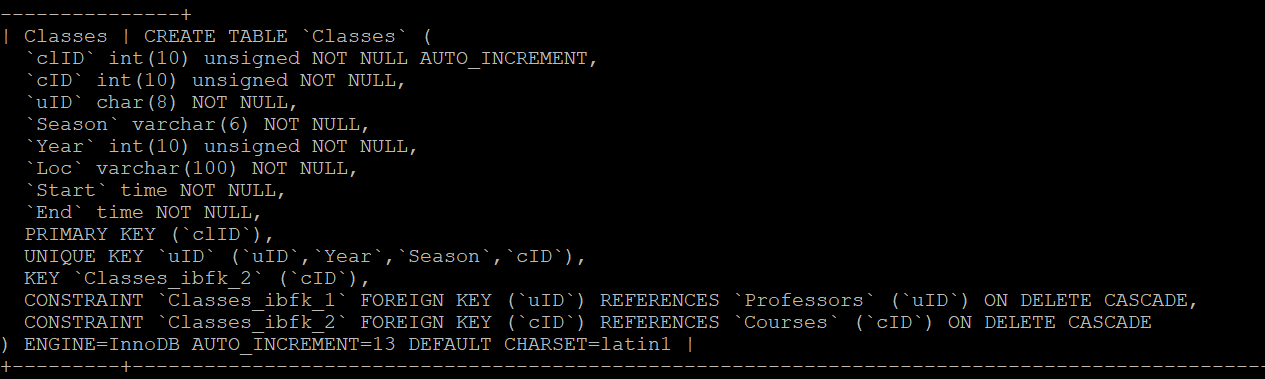 ---------------+
| Classes | CREATE TABLE `Classes` (
  `clID` int(10) unsigned NOT NULL AUTO_INCREMENT,
  `cID` int(10) unsigned NOT NULL,
  `uID` char(8) NOT NULL,
  `Season` varchar(6) NOT NULL,
  `Year` int(10) unsigned NOT NULL,
  `Loc` varchar(100) NOT NULL,
  `Start` time NOT NULL,
  `End` time NOT NULL,
  PRIMARY KEY (`clID`),
  UNIQUE KEY `uID` (`uID`,`Year`,`Season`,`cID`),
  KEY `Classes_ibfk_2` (`cID`),
  CONSTRAINT `Classes_ibfk_1` FOREIGN KEY (`uID`) REFERENCES `Professors` (`uID`) ON DELETE CASCADE,
  CONSTRAINT `Classes_ibfk_2` FOREIGN KEY (`cID`) REFERENCES `Courses` (`cID`) ON DELETE CASCADE
) ENGINE=InnoDB AUTO_INCREMENT=13 DEFAULT CHARSET=latin1 |
+---------+-----------------------------------------------------------------------------------------------